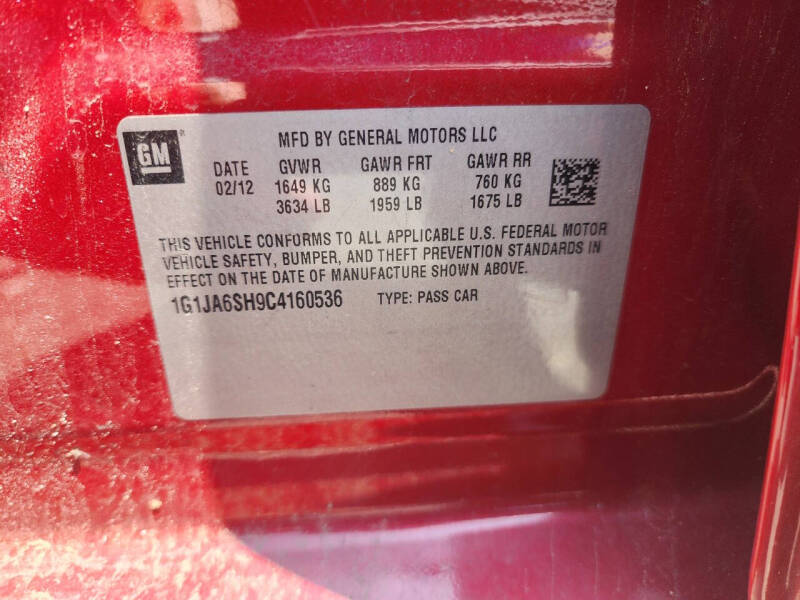 MFD BY GENERAL MOTORS LLC
GM
DATE GVWR GAWR FRT GAWR RR
02/12 1649 KG 889 KG 760 KG
3634 LB 1959 LB 1675 LB
THIS VEHICLE CONFORMS TO ALL APPLICABLE U.S. FEDERAL MOTOR
VEHICLE SAFETY, BUMPER, AND THEFT PREVENTION STANDARDS IN
EFFECT ON THE DATE OF MANUFACTURE SHOWN ABOVE.
1G1JA6SH9C4160536 TYPE: PASS CAR